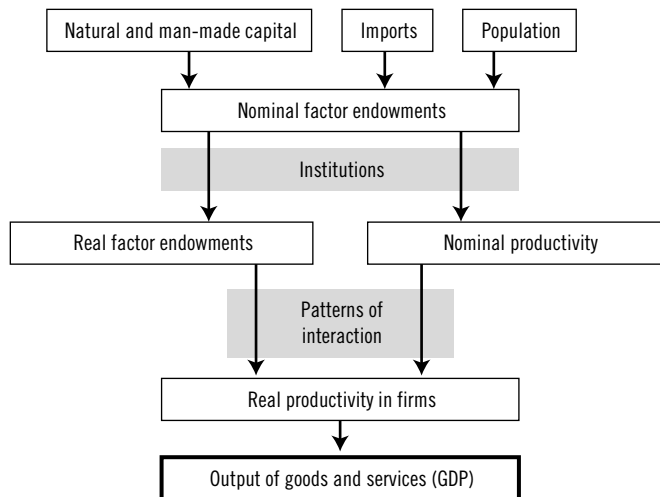 Natural and man-made capital
Imports
Population
Nominal factor endowments
Institutions
Real factor endowments
Nominal productivity
Patterns of
interaction
Real productivity in firms
Output of goods and services (GDP)